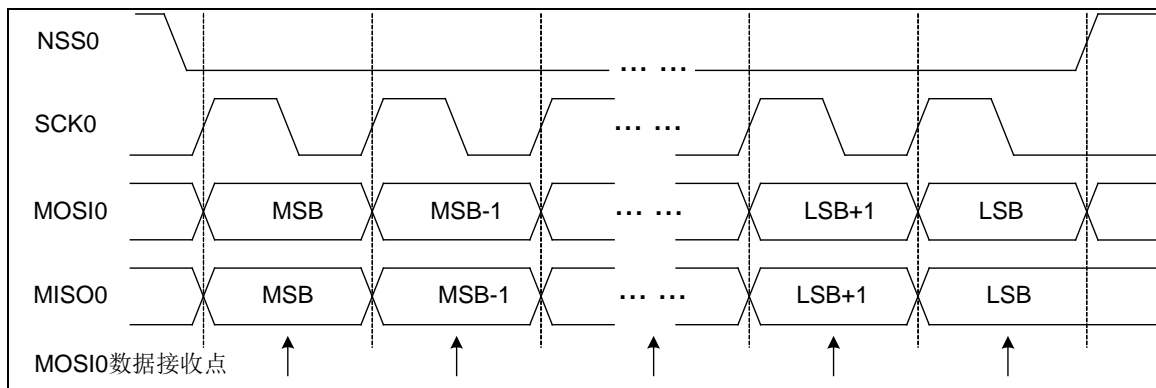 NSS0
... ...
SCK0
... ...
MOSI0 MSB MSB-1 ... ... LSB+1 LSB
MISO0 MSB MSB-1 ... ... LSB+1 LSB
MOSI0数据接收点